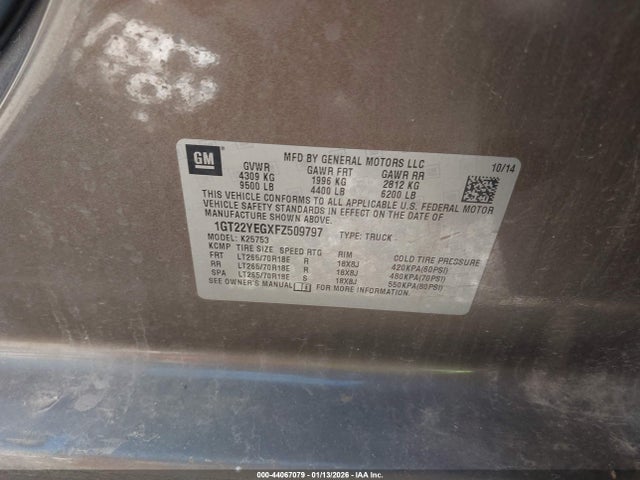 GM
MFD BY GENERAL MOTORS LLC
10/14
GVWR GAWR FRT GAWR RR
4309 KG 1996 KG 2812 KG
9500 LB 4400 LB 6200 LB
THIS VEHICLE CONFORMS TO ALL APPLICABLE U.S. FEDERAL MOTOR
VEHICLE SAFETY STANDARDS IN EFFECT ON THE DATE OF
MANUFACTURE SHOWN ABOVE.
1GT22YEGXFZ509797 TYPE: TRUCK
MODEL: K25753
KCMP TIRE SIZE SPEED RTG RIM COLD TIRE PRESSURE
FRT LT265/70R18E R 18X8J 420KPA(60PSI)
RR LT265/70R18E R 18X8J 480KPA(70PSI)
SPA LT265/70R18E S 18X8J 550KPA(80PSI)
SEE OWNER'S MANUAL FOR MORE INFORMATION.
000-44067079 | 01/13/2026 | IAA Inc.